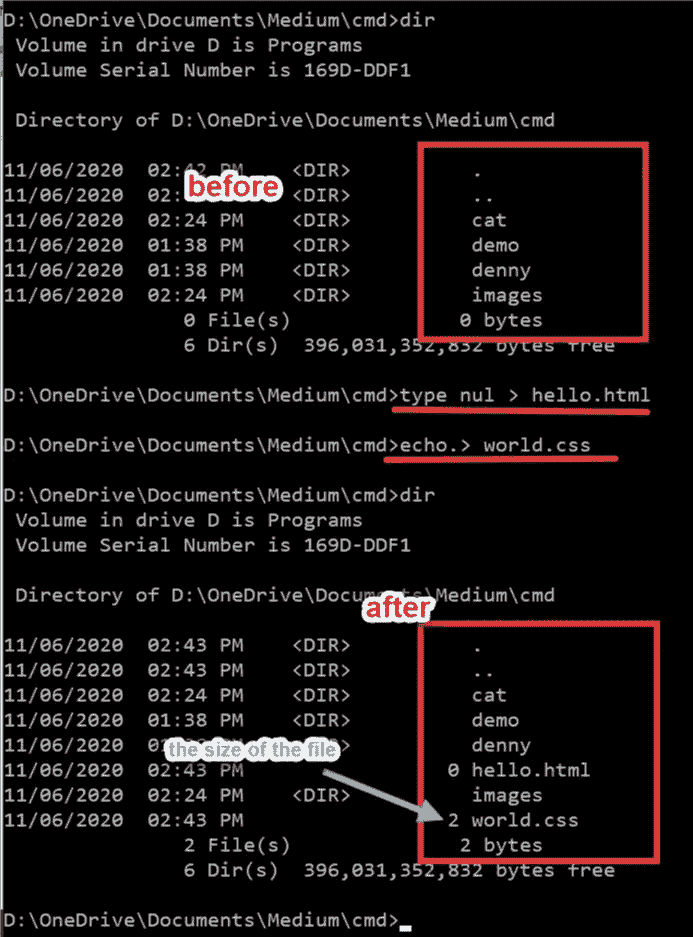 D:\OneDrive\Documents\Medium\cmd>dir
Volume in drive D is Programs
Volume Serial Number is 169D-DDF1
Directory of D:\OneDrive\Documents\Medium\cmd
11/06/2020 02:42 PM <DIR> .
before
11/06/2020 02: <DIR> ..
11/06/2020 02:24 PM <DIR> cat
11/06/2020 01:38 PM <DIR> demo
11/06/2020 01:38 PM <DIR> denny
11/06/2020 02:24 PM <DIR> images
0 File(s) 0 bytes
6 Dir(s) 396,031,352,832 bytes free
D:\OneDrive\Documents\Medium\cmd>type nul > hello.html
D:\OneDrive\Documents\Medium\cmd>echo.> world.css
D:\OneDrive\Documents\Medium\cmd>dir
Volume in drive D is Programs
Volume Serial Number is 169D-DDF1
Directory of D:\OneDrive\Documents\Medium\cmd
after
11/06/2020 02:43 PM <DIR> .
11/06/2020 02:43 PM <DIR> ..
11/06/2020 02:24 PM <DIR> cat
11/06/2020 01:38 PM <DIR> demo
11/06/2020 <DIR> denny
the size of the file
11/06/2020 02:43 PM 0 hello.html
11/06/2020 02:24 PM <DIR> images
11/06/2020 02:43 PM 2 world.css
2 File(s) 2 bytes
6 Dir(s) 396,031,352,832 bytes free
D:\OneDrive\Documents\Medium\cmd>